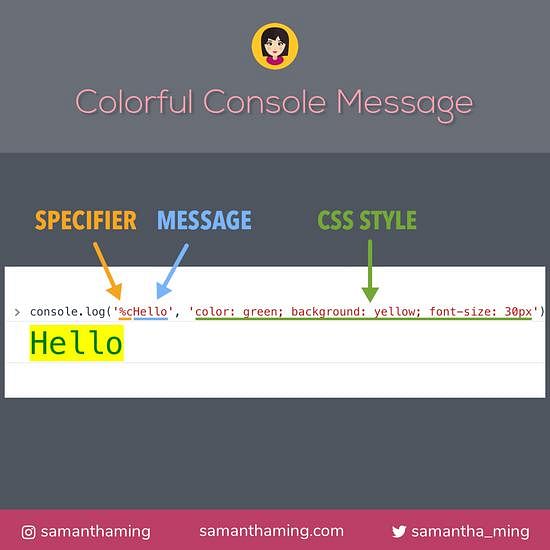 Colorful Console Message
SPECIFIER MESSAGE CSS STYLE
> console.log('%cHello', 'color: green; background: yellow; font-size: 30px')
Hello
samanthaming samanthaming.com samantha_ming